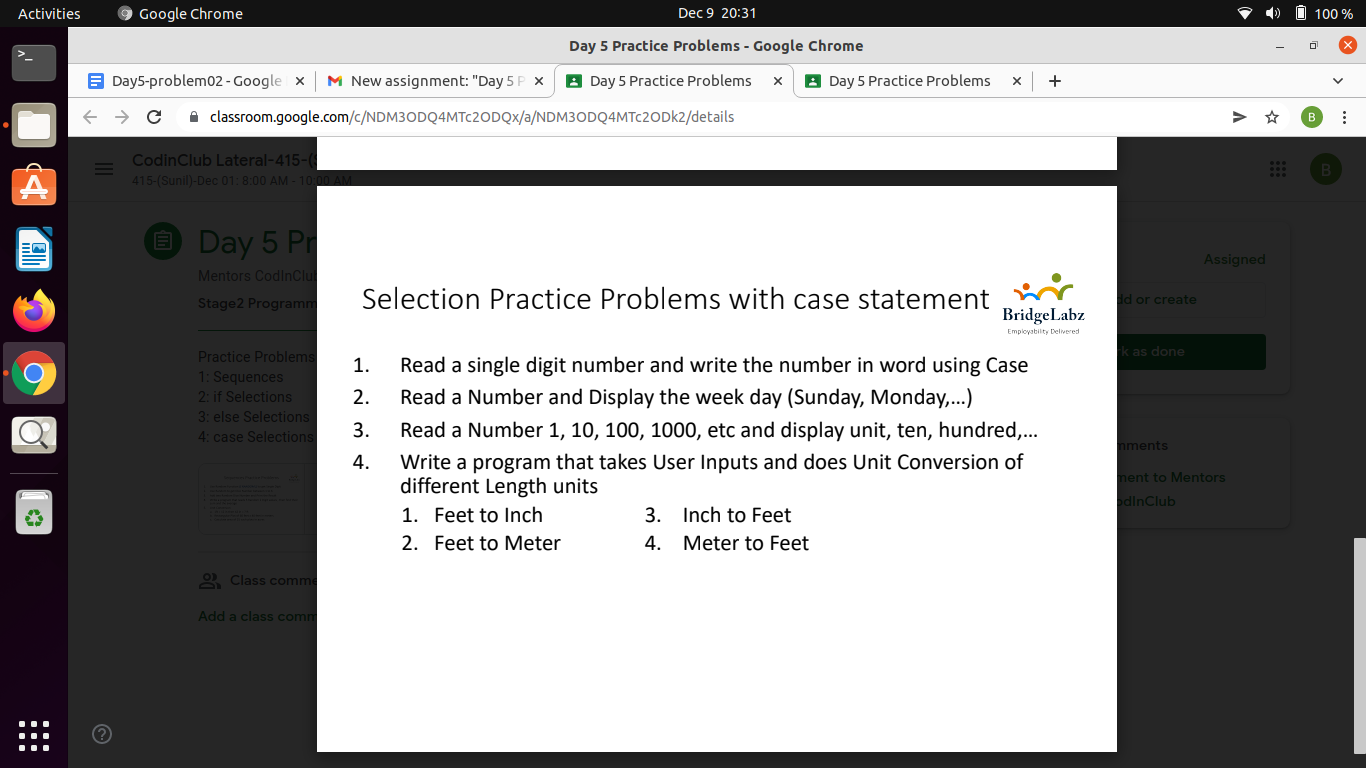 Activities
Google Chrome
Dec 9 20:31
100 %
Day 5 Practice Problems - Google Chrome
Day5-problem02 - Google
New assignment: "Day 5 P
Day 5 Practice Problems
Day 5 Practice Problems
classroom.google.com/c/NDM3ODQ4MTc2ODQx/a/NDM3ODQ4MTc2ODk2/details
B
CodinClub Lateral-415-(S
415-(Sunil)-Dec 01: 8:00 AM - 10:00 AM
B
Day 5 Pr
Mentors CodInClub
Stage2 Programm
Practice Problems
1: Sequences
2: if Selections
3: else Selections
4: case Selections
Class comme
Add a class comm
Selection Practice Problems with case statement
BridgeLabz
Employability Delivered
1. Read a single digit number and write the number in word using Case
2. Read a Number and Display the week day (Sunday, Monday,...)
3. Read a Number 1, 10, 100, 1000, etc and display unit, ten, hundred,...
4. Write a program that takes User Inputs and does Unit Conversion of
different Length units
1. Feet to Inch
2. Feet to Meter
3. Inch to Feet
4. Meter to Feet
Assigned
dd or create
k as done
mments
ment to Mentors
odInClub